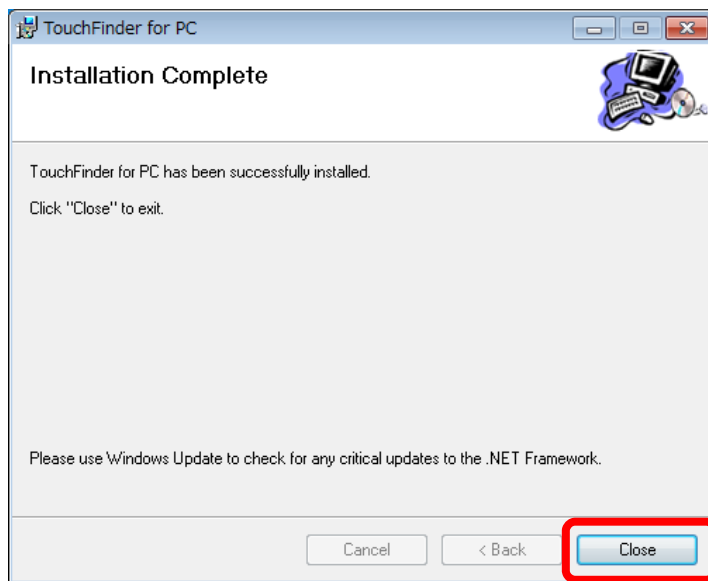 TouchFinder for PC
Installation Complete
TouchFinder for PC has been successfully installed.
Click "Close" to exit.
Please use Windows Update to check for any critical updates to the .NET Framework.
Cancel
< Back
Close